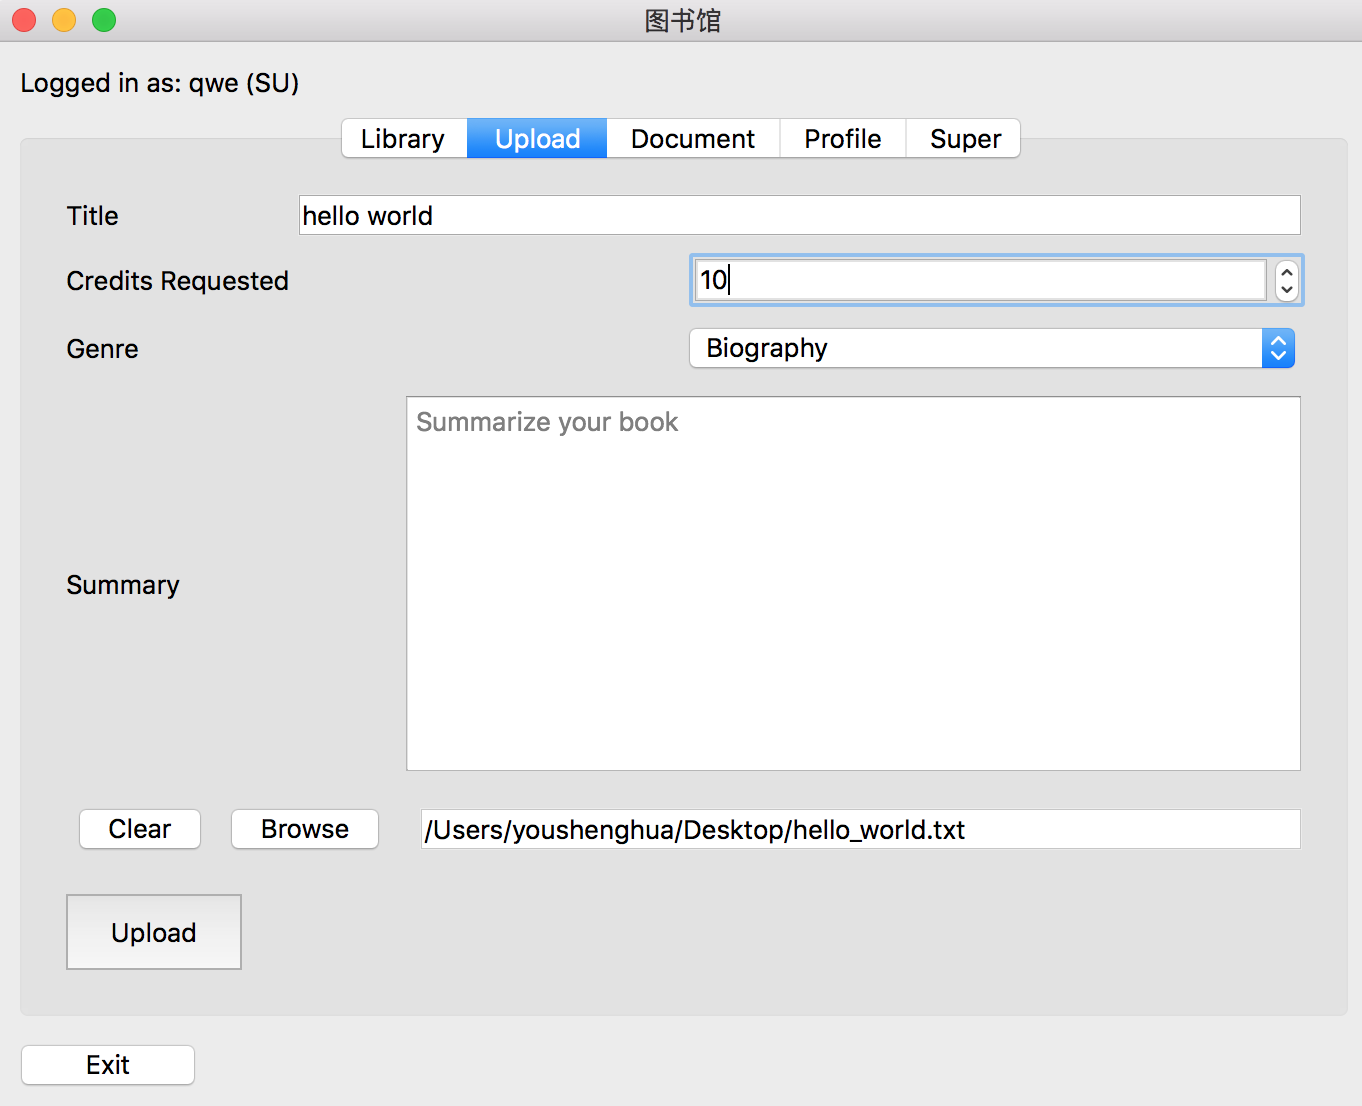 图书馆
Logged in as: qwe (SU)
Library Upload Document Profile Super
Title hello world
Credits Requested 10
Genre Biography
Summarize your book
Summary
Clear Browse /Users/youshenghua/Desktop/hello_world.txt
Upload
Exit